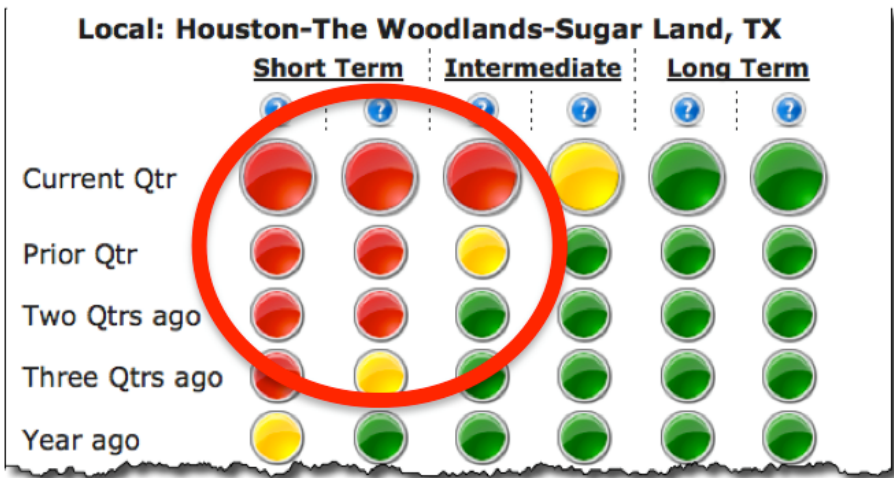 Local: Houston-The Woodlands-Sugar Land, TX
Short Term Intermediate Long Term
? ? ? ? ? ?
Current Qtr
Prior Qtr
Two Qtrs ago
Three Qtrs ago
Year ago